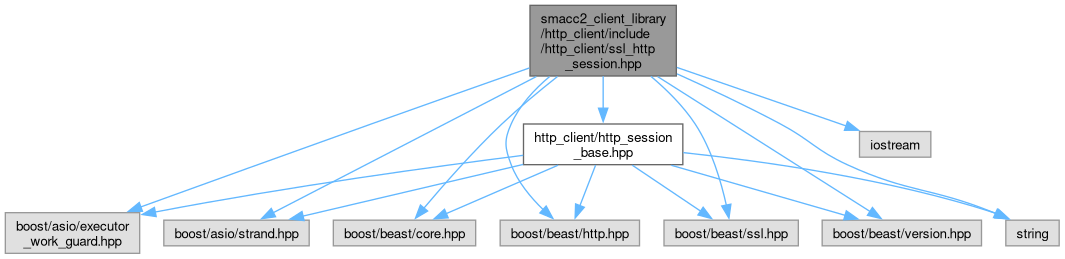 smacc2_client_library
/http_client/include
/http_client/ssl_http
_session.hpp
http_client/http_session
_base.hpp
iostream
boost/asio/executor
_work_guard.hpp
boost/asio/strand.hpp
boost/beast/core.hpp
boost/beast/http.hpp
boost/beast/ssl.hpp
boost/beast/version.hpp
string